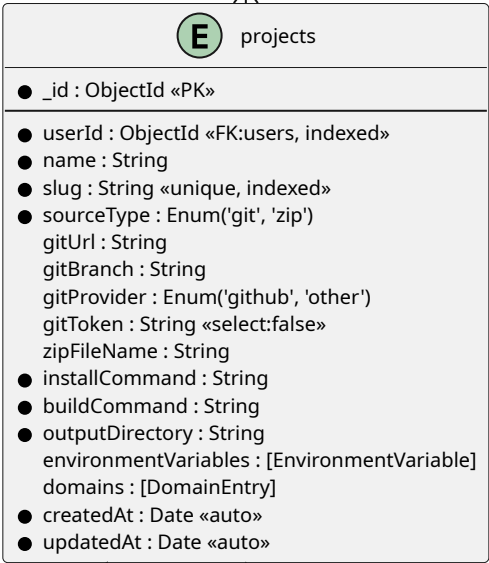 E projects
_id : ObjectId «PK»
userId : ObjectId «FK:users, indexed»
name : String
slug : String «unique, indexed»
sourceType : Enum('git', 'zip')
gitUrl : String
gitBranch : String
gitProvider : Enum('github', 'other')
gitToken : String «select:false»
zipFileName : String
installCommand : String
buildCommand : String
outputDirectory : String
environmentVariables : [EnvironmentVariable]
domains : [DomainEntry]
createdAt : Date «auto»
updatedAt : Date «auto»